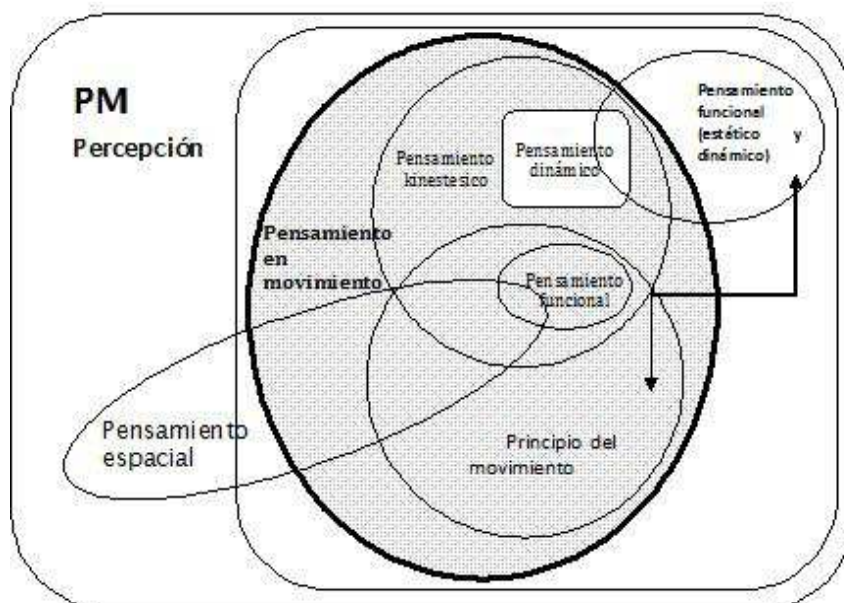 PM
Percepción
Pensamiento
funcional
(estático y
dinámico)
Pensamiento
kinestesico
Pensamiento
dinámico
Pensamiento
en
movimiento
Pensamiento
funcional
Pensamiento
espacial
Principio del
movimiento